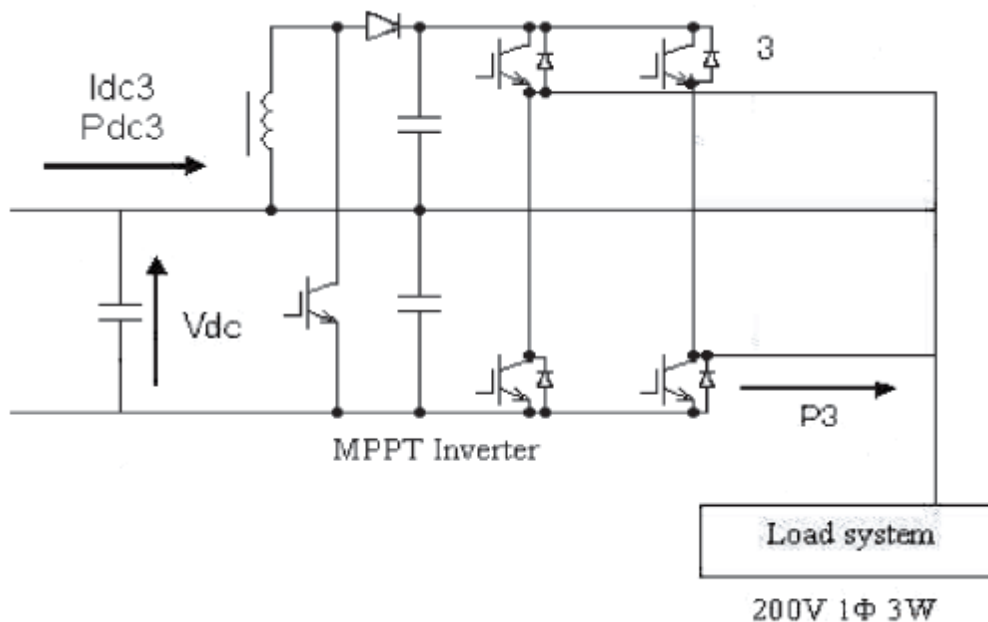 3
Idc3
Pdc3
Vdc
P3
MPPT Inverter
Load system
200V 1Φ 3W